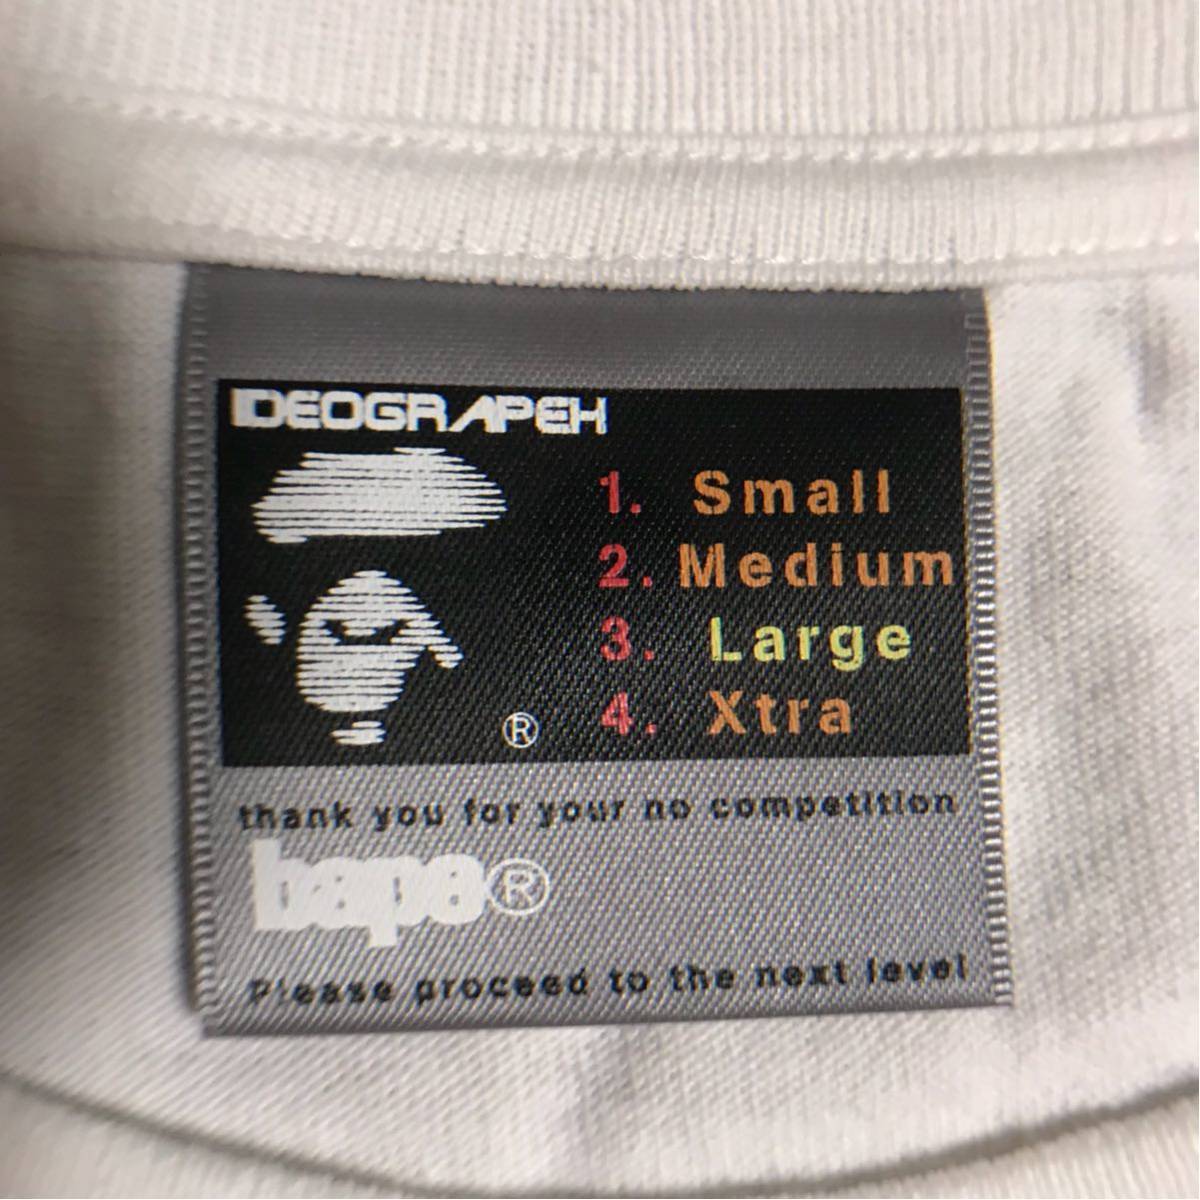 IDEOGRAPEH
1. Small
2. Medium
3. Large
4. Xtra
®
thank you for your no competition
bape®
Please proceed to the next level